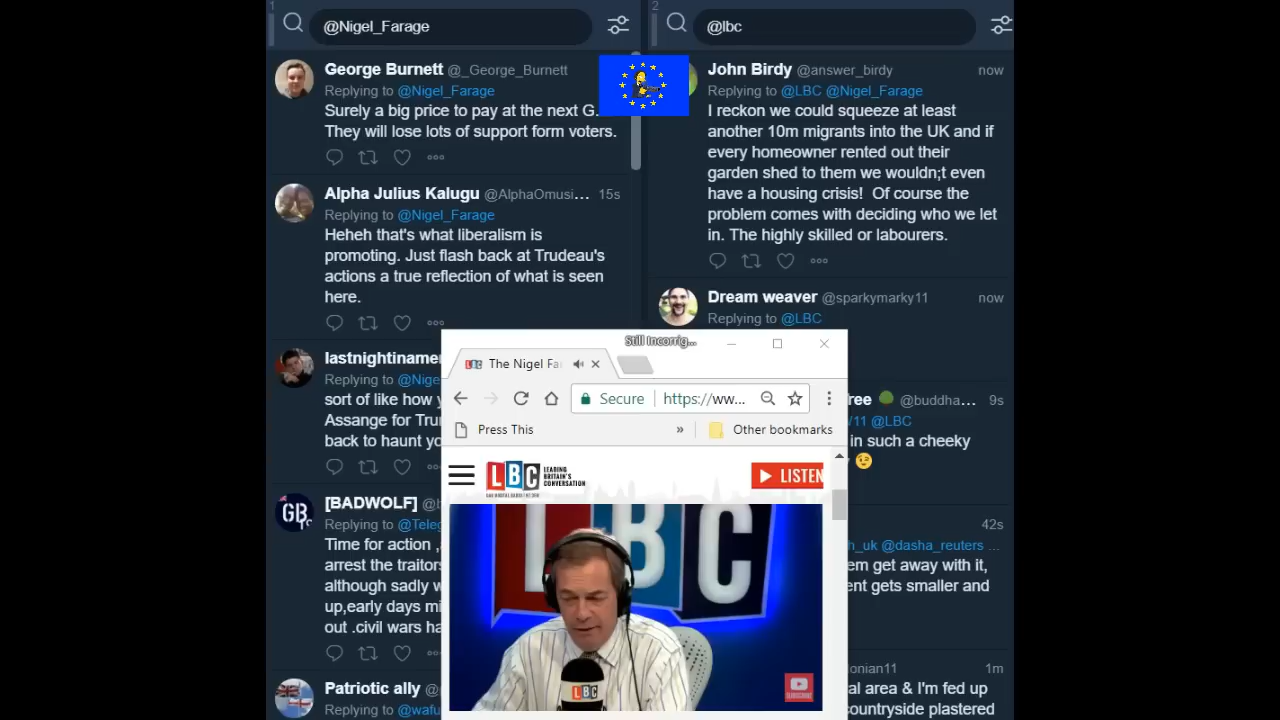 1
@Nigel_Farage
George Burnett @_George_Burnett
Replying to @Nigel_Farage
Surely a big price to pay at the next G.
They will lose lots of support form voters.
Alpha Julius Kalugu @AlphaOmusi... 15s
Replying to @Nigel_Farage
Heheh that's what liberalism is
promoting. Just flash back at Trudeau's
actions a true reflection of what is seen
here.
lastnightiname
Replying to @Nige
sort of like how y
Assange for Tru
back to haunt yo
[BADWOLF] @b
Replying to @Teleg
Time for action ,
arrest the traitors
although sadly w
up,early days mi
out .civil wars ha
Patriotic ally @
Replying to @wafu
2
@lbc
John Birdy @answer_birdy now
Replying to @LBC @Nigel_Farage
I reckon we could squeeze at least
another 10m migrants into the UK and if
every homeowner rented out their
garden shed to them we wouldn;t even
have a housing crisis! Of course the
problem comes with deciding who we let
in. The highly skilled or labourers.
Dream weaver @sparkymarky11 now
Replying to @LBC
ree @buddha... 9s
/11 @LBC
in such a cheeky
42s
h_uk @dasha_reuters ...
em get away with it,
ent gets smaller and
onian11 1m
al area & I'm fed up
countryside plastered
Still Incorrig...
The Nigel Fa
Secure https://ww...
Press This » Other bookmarks
LBC LEADING
BRITAIN'S
CONVERSATION
LISTEN
LBC
LBC
SUBSCRIBE